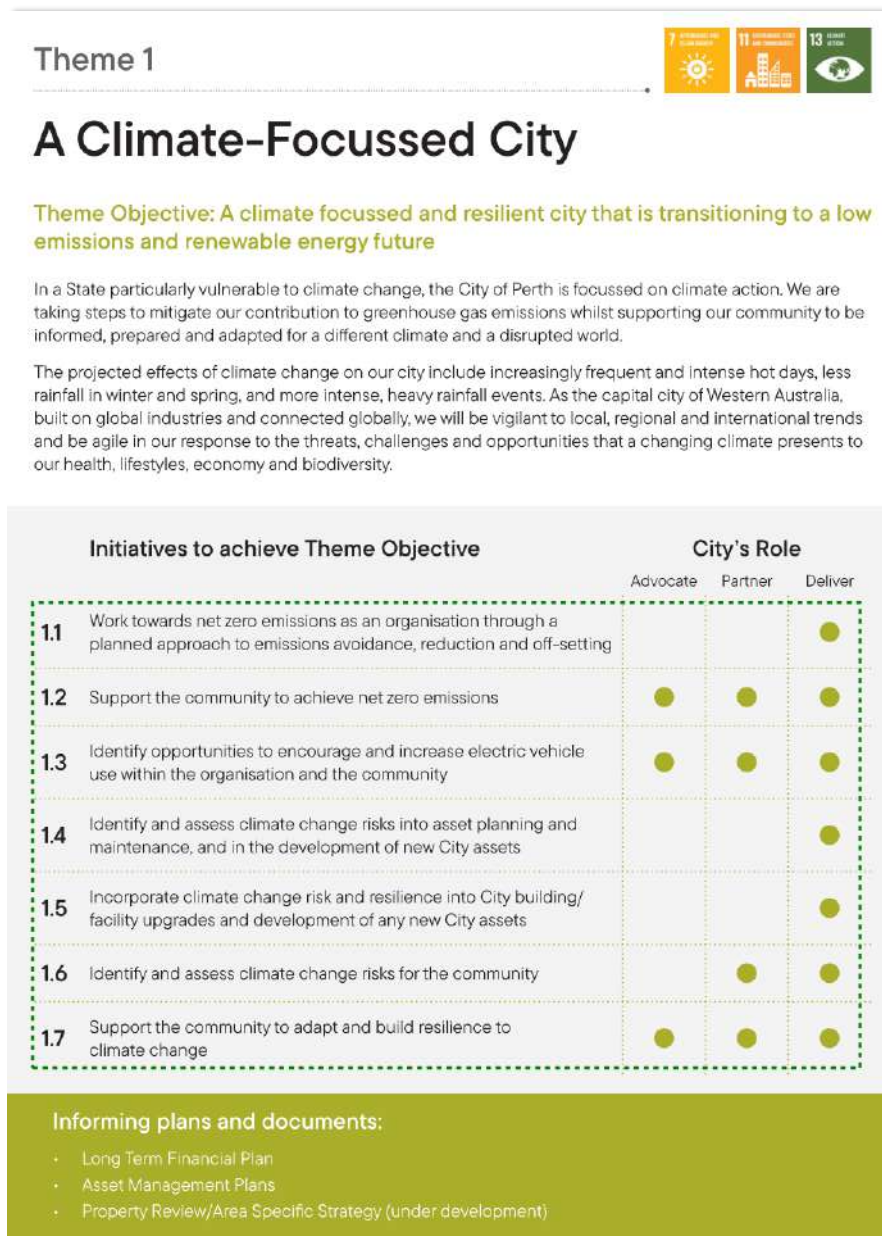 Theme 1
7 AFFORDABLE AND CLEAN ENERGY
11 SUSTAINABLE CITIES AND COMMUNITIES
13 CLIMATE ACTION
A Climate-Focussed City
Theme Objective: A climate focussed and resilient city that is transitioning to a low
emissions and renewable energy future
In a State particularly vulnerable to climate change, the City of Perth is focussed on climate action. We are
taking steps to mitigate our contribution to greenhouse gas emissions whilst supporting our community to be
informed, prepared and adapted for a different climate and a disrupted world.
The projected effects of climate change on our city include increasingly frequent and intense hot days, less
rainfall in winter and spring, and more intense, heavy rainfall events. As the capital city of Western Australia,
built on global industries and connected globally, we will be vigilant to local, regional and international trends
and be agile in our response to the threats, challenges and opportunities that a changing climate presents to
our health, lifestyles, economy and biodiversity.
Initiatives to achieve Theme Objective City's Role
Advocate Partner Deliver
1.1 Work towards net zero emissions as an organisation through a
planned approach to emissions avoidance, reduction and off-setting
1.2 Support the community to achieve net zero emissions
1.3 Identify opportunities to encourage and increase electric vehicle
use within the organisation and the community
1.4 Identify and assess climate change risks into asset planning and
maintenance, and in the development of new City assets
1.5 Incorporate climate change risk and resilience into City building/
facility upgrades and development of any new City assets
1.6 Identify and assess climate change risks for the community
1.7 Support the community to adapt and build resilience to
climate change
Informing plans and documents:
• Long Term Financial Plan
• Asset Management Plans
• Property Review/Area Specific Strategy (under development)